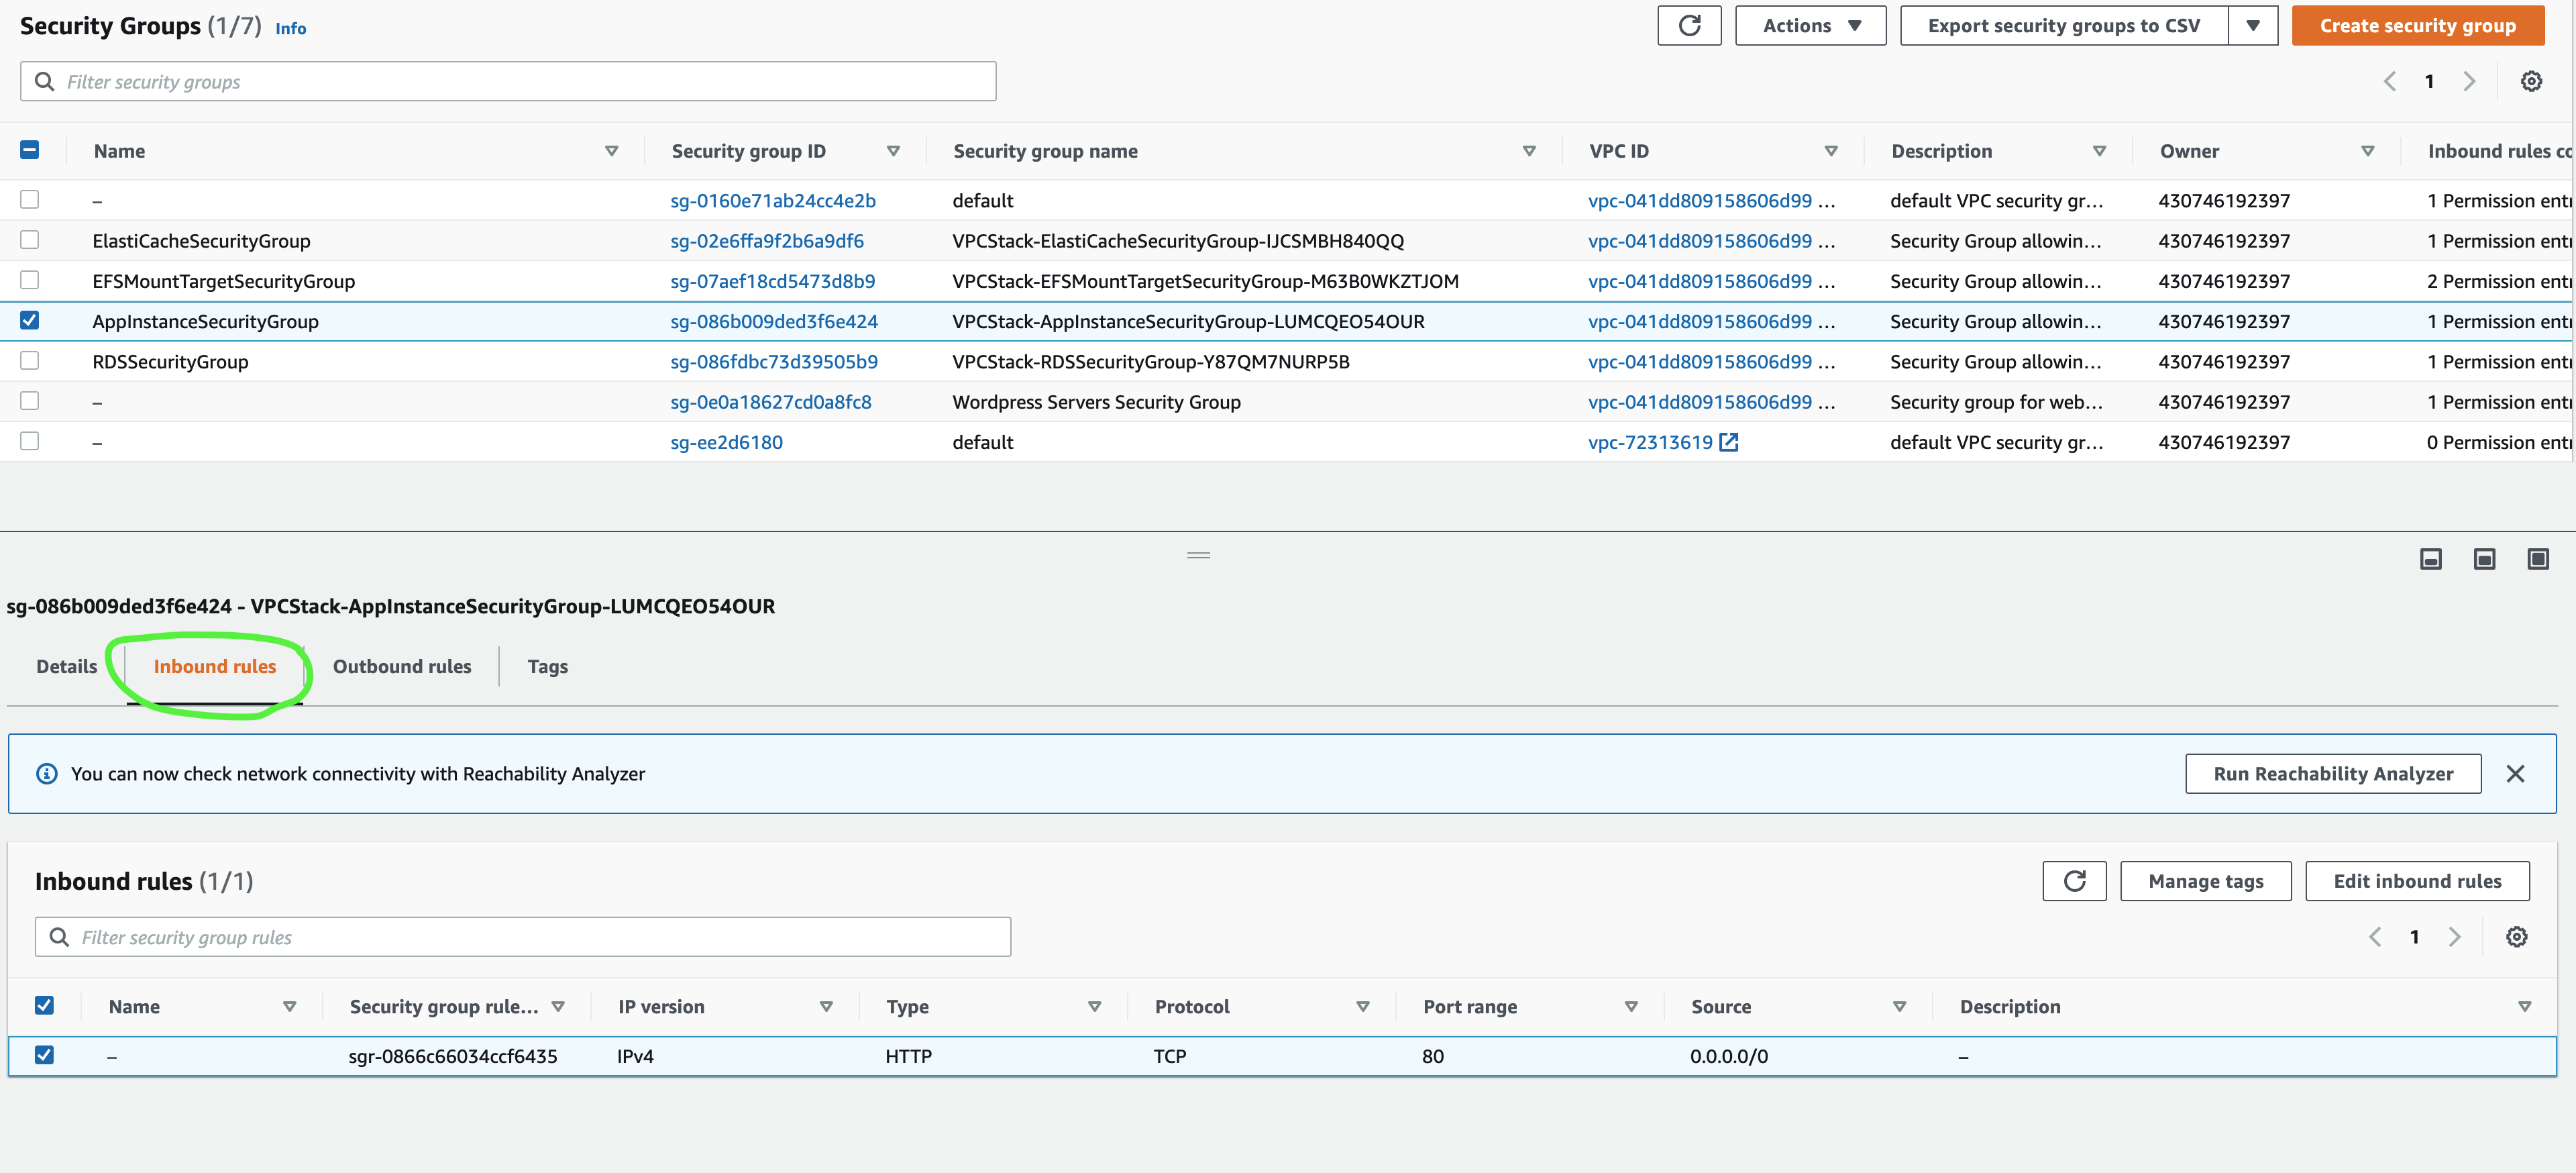 Security Groups (1/7) Info
Actions
Export security groups to CSV
Create security group
Filter security groups
1
Name Security group ID Security group name VPC ID Description Owner Inbound rules co
– sg-0160e71ab24cc4e2b default vpc-041dd809158606d99 ... default VPC security gr... 430746192397 1 Permission entr
ElastiCacheSecurityGroup sg-02e6ffa9f2b6a9df6 VPCStack-ElastiCacheSecurityGroup-IJCSMBH840QQ vpc-041dd809158606d99 ... Security Group allowin... 430746192397 1 Permission entr
EFSMountTargetSecurityGroup sg-07aef18cd5473d8b9 VPCStack-EFSMountTargetSecurityGroup-M63B0WKZTJOM vpc-041dd809158606d99 ... Security Group allowin... 430746192397 2 Permission entr
AppInstanceSecurityGroup sg-086b009ded3f6e424 VPCStack-AppInstanceSecurityGroup-LUMCQEO54OUR vpc-041dd809158606d99 ... Security Group allowin... 430746192397 1 Permission entr
RDSSecurityGroup sg-086fdbc73d39505b9 VPCStack-RDSSecurityGroup-Y87QM7NURP5B vpc-041dd809158606d99 ... Security Group allowin... 430746192397 1 Permission entr
– sg-0e0a18627cd0a8fc8 Wordpress Servers Security Group vpc-041dd809158606d99 ... Security group for web... 430746192397 1 Permission entr
– sg-ee2d6180 default vpc-72313619 default VPC security gr... 430746192397 0 Permission entr
sg-086b009ded3f6e424 - VPCStack-AppInstanceSecurityGroup-LUMCQEO54OUR
Details Inbound rules Outbound rules Tags
You can now check network connectivity with Reachability Analyzer
Run Reachability Analyzer
Inbound rules (1/1)
Manage tags
Edit inbound rules
Filter security group rules
1
Name Security group rule... IP version Type Protocol Port range Source Description
– sgr-0866c66034ccf6435 IPv4 HTTP TCP 80 0.0.0.0/0 –